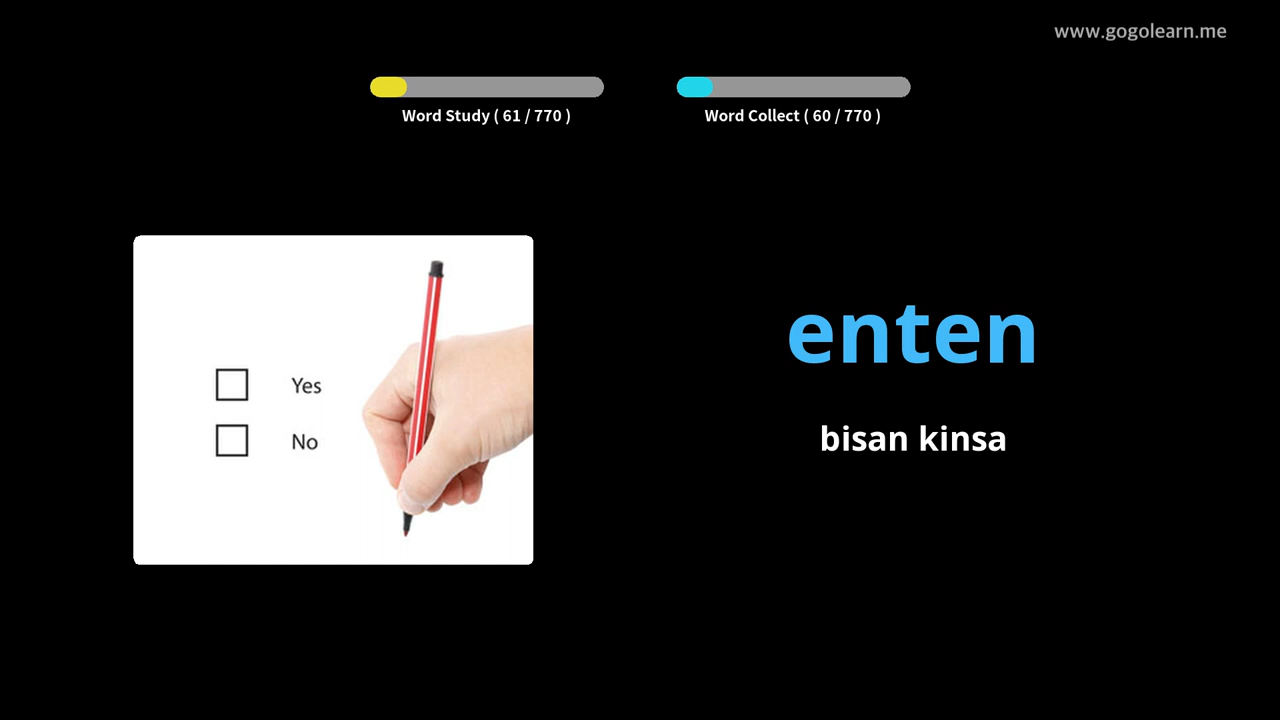 www.gogolearn.me
Word Study ( 61 / 770 )
Word Collect ( 60 / 770 )
Yes
No
enten
bisan kinsa